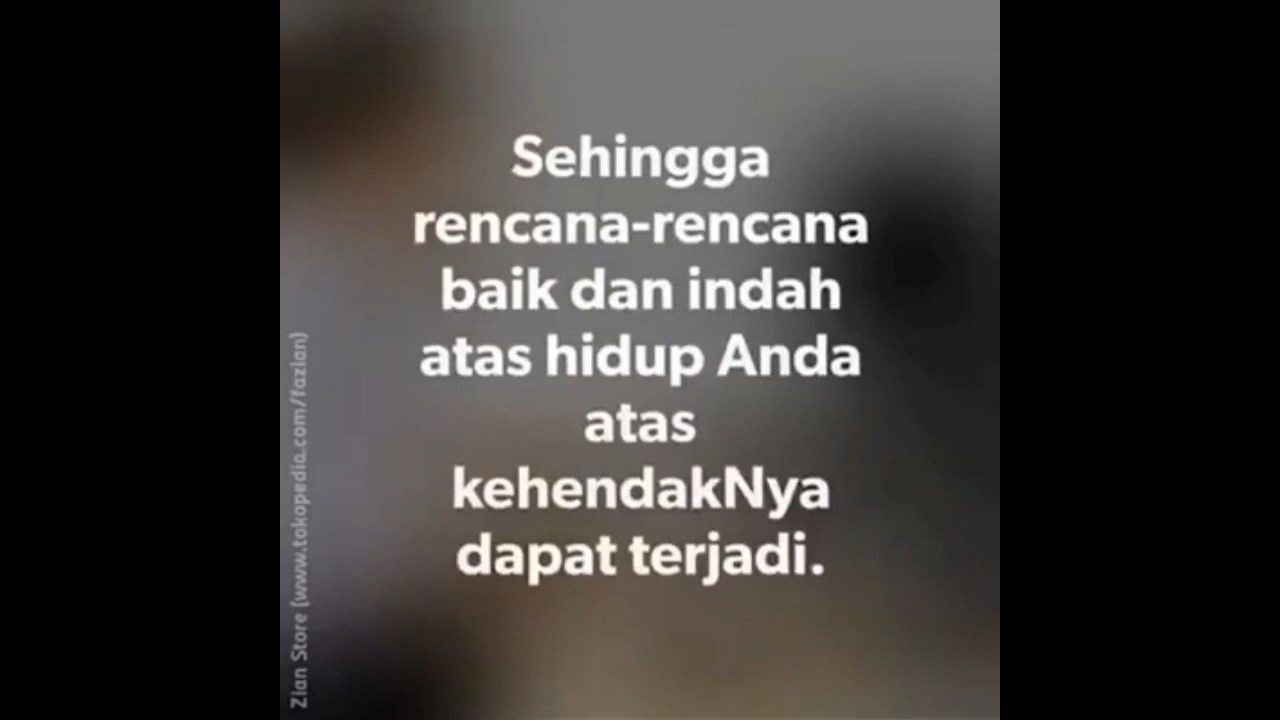 Sehingga
rencana-rencana
baik dan indah
atas hidup Anda
atas
kehendakNya
dapat terjadi.
Zian Store (www.tokopedia.com/fazian)